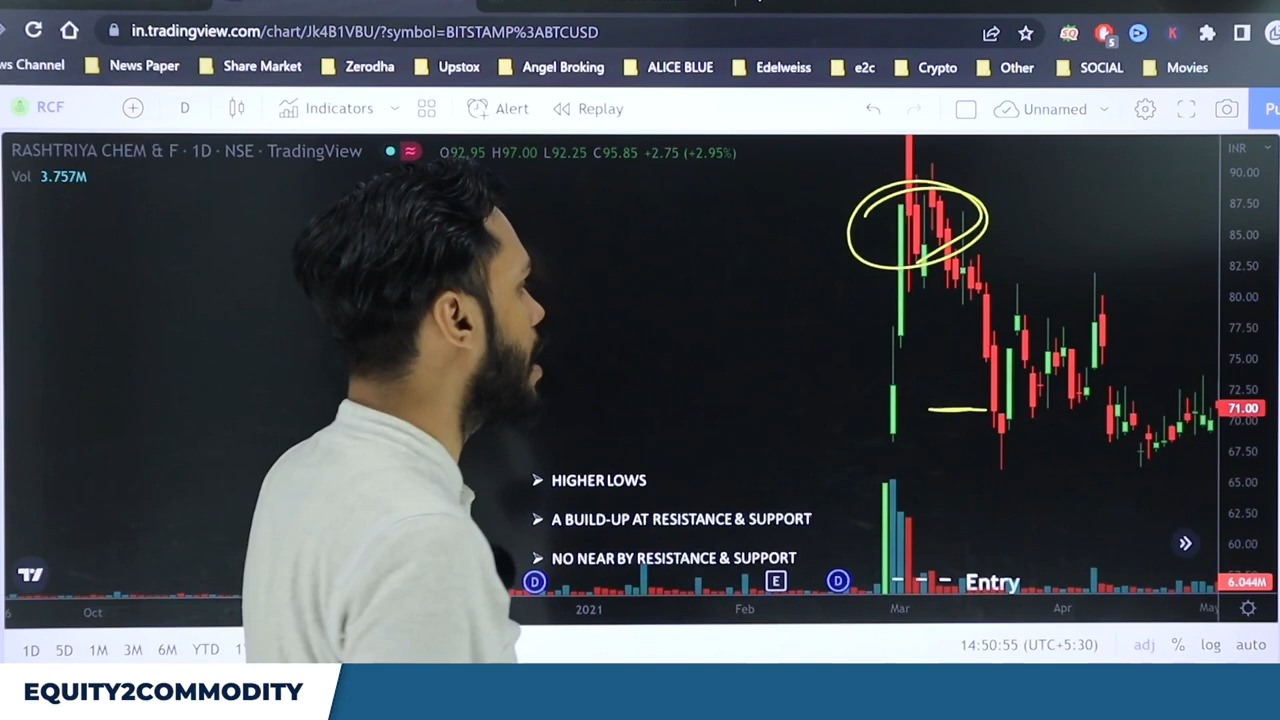 in.tradingview.com/chart/Jk4B1VBU/?symbol=BITSTAMP%3ABTCUSD
ws Channel News Paper Share Market Zerodha Upstox Angel Broking ALICE BLUE Edelweiss e2c Crypto Other SOCIAL Movies
RCF D Indicators Alert Replay Unnamed Pu
RASHTRIYA CHEM & F · 1D · NSE · TradingView O92.95 H97.00 L92.25 C95.85 +2.75 (+2.95%) INR
Vol 3.757M
90.00
87.50
85.00
82.50
80.00
77.50
75.00
72.50
71.00
70.00
67.50
65.00
62.50
60.00
HIGHER LOWS
A BUILD-UP AT RESISTANCE & SUPPORT
NO NEAR BY RESISTANCE & SUPPORT
D E D Entry 6.044M
6 Oct 2021 Feb Mar Apr May
1D 5D 1M 3M 6M YTD 14:50:55 (UTC+5:30) adj % log auto
EQUITY2COMMODITY